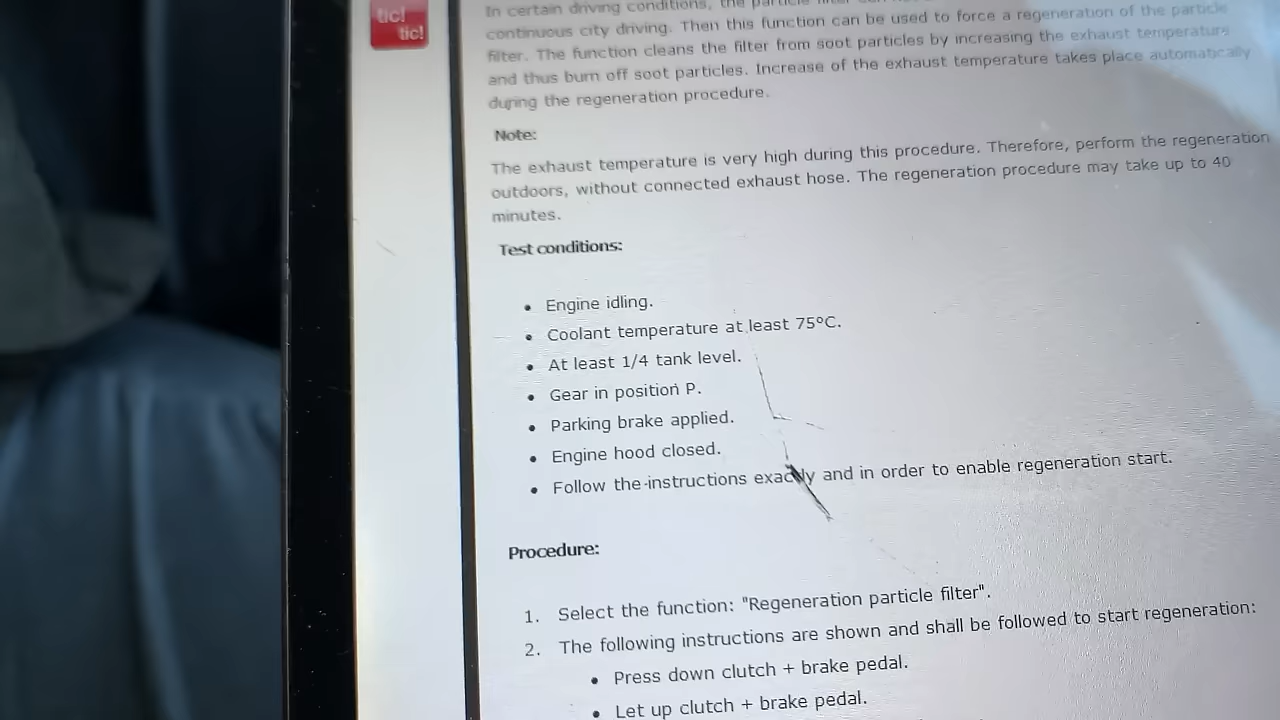 tic!
tic!
In certain driving conditions, the particle filter
continuous city driving. Then this function can be used to force a regeneration of the particle
filter. The function cleans the filter from soot particles by increasing the exhaust temperature
and thus burn off soot particles. Increase of the exhaust temperature takes place automatically
during the regeneration procedure.
Note:
The exhaust temperature is very high during this procedure. Therefore, perform the regeneration
outdoors, without connected exhaust hose. The regeneration procedure may take up to 40
minutes.
Test conditions:
• Engine idling.
• Coolant temperature at least 75°C.
• At least 1/4 tank level.
• Gear in position P.
• Parking brake applied.
• Engine hood closed.
• Follow the instructions exactly and in order to enable regeneration start.
Procedure:
1. Select the function: "Regeneration particle filter".
2. The following instructions are shown and shall be followed to start regeneration:
• Press down clutch + brake pedal.
• Let up clutch + brake pedal.